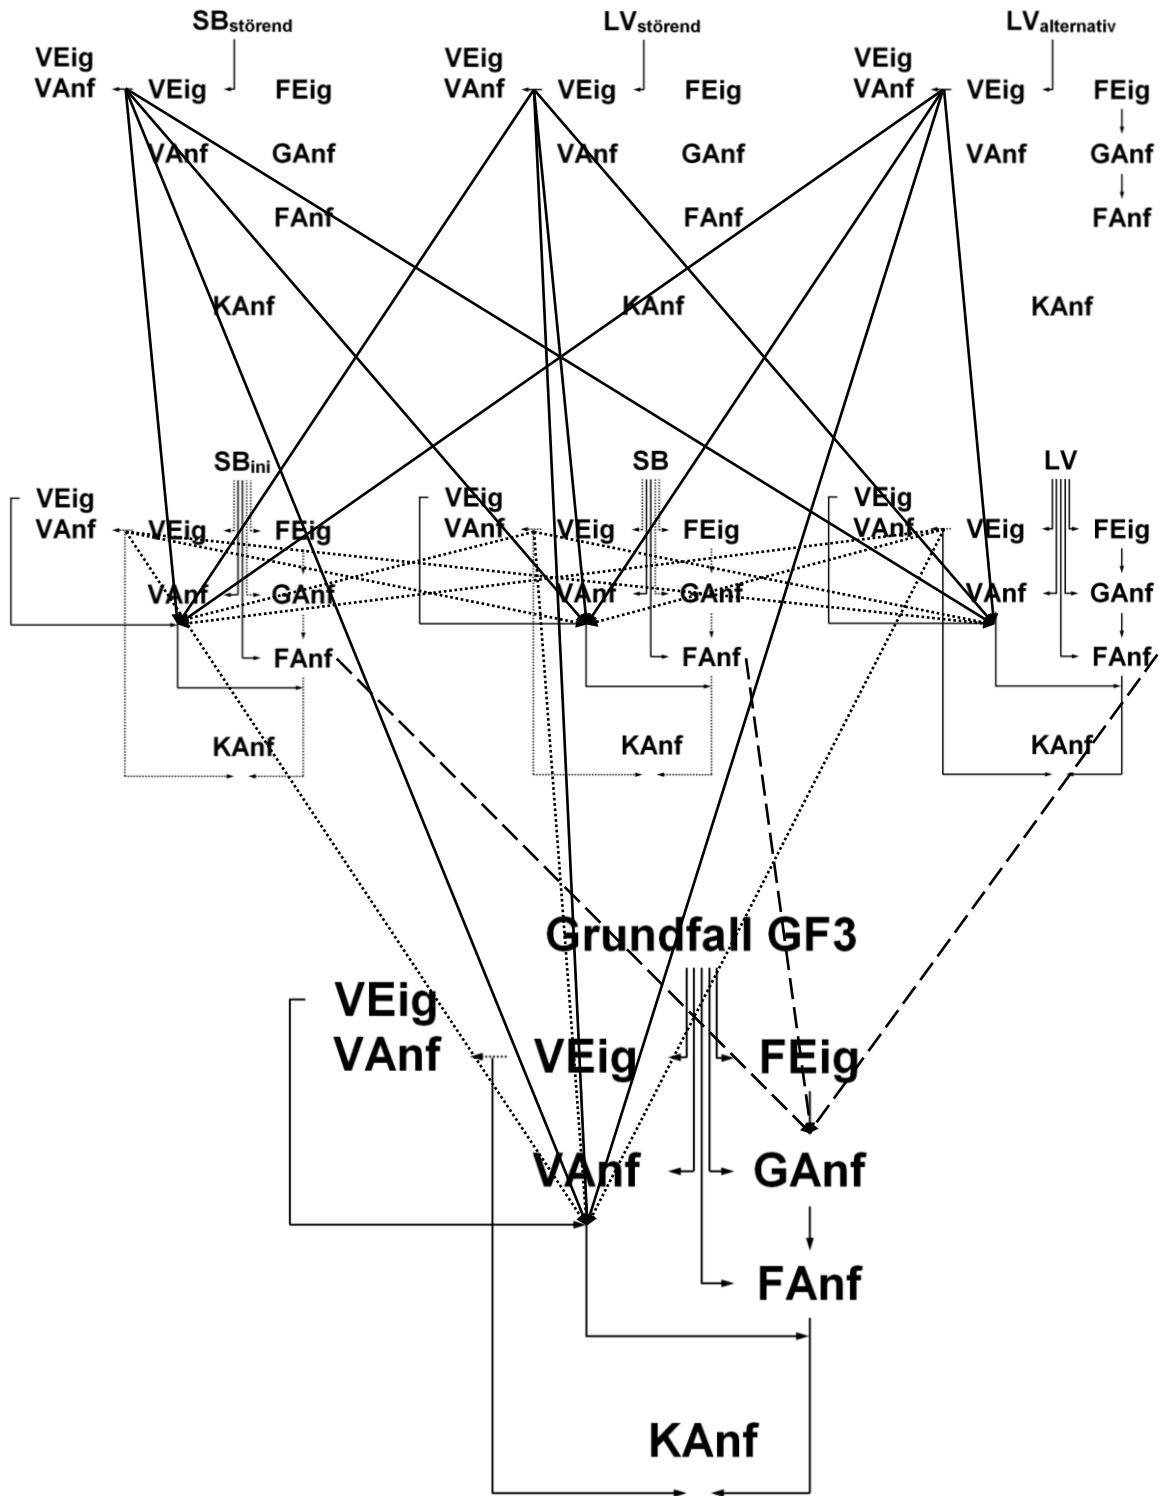 SBstörend LVstörend LValternativ
VEig VEig VEig
VAnf VEig FEig VAnf VEig FEig VAnf VEig FEig
VAnf GAnf VAnf GAnf VAnf GAnf
FAnf FAnf FAnf
KAnf KAnf KAnf
SBini SB LV
VEig VEig VEig
VAnf VEig FEig VAnf VEig FEig VAnf VEig FEig
VAnf GAnf VAnf GAnf VAnf GAnf
FAnf FAnf FAnf
KAnf KAnf KAnf
Grundfall GF3
VEig
VAnf VEig FEig
VAnf GAnf
FAnf
KAnf